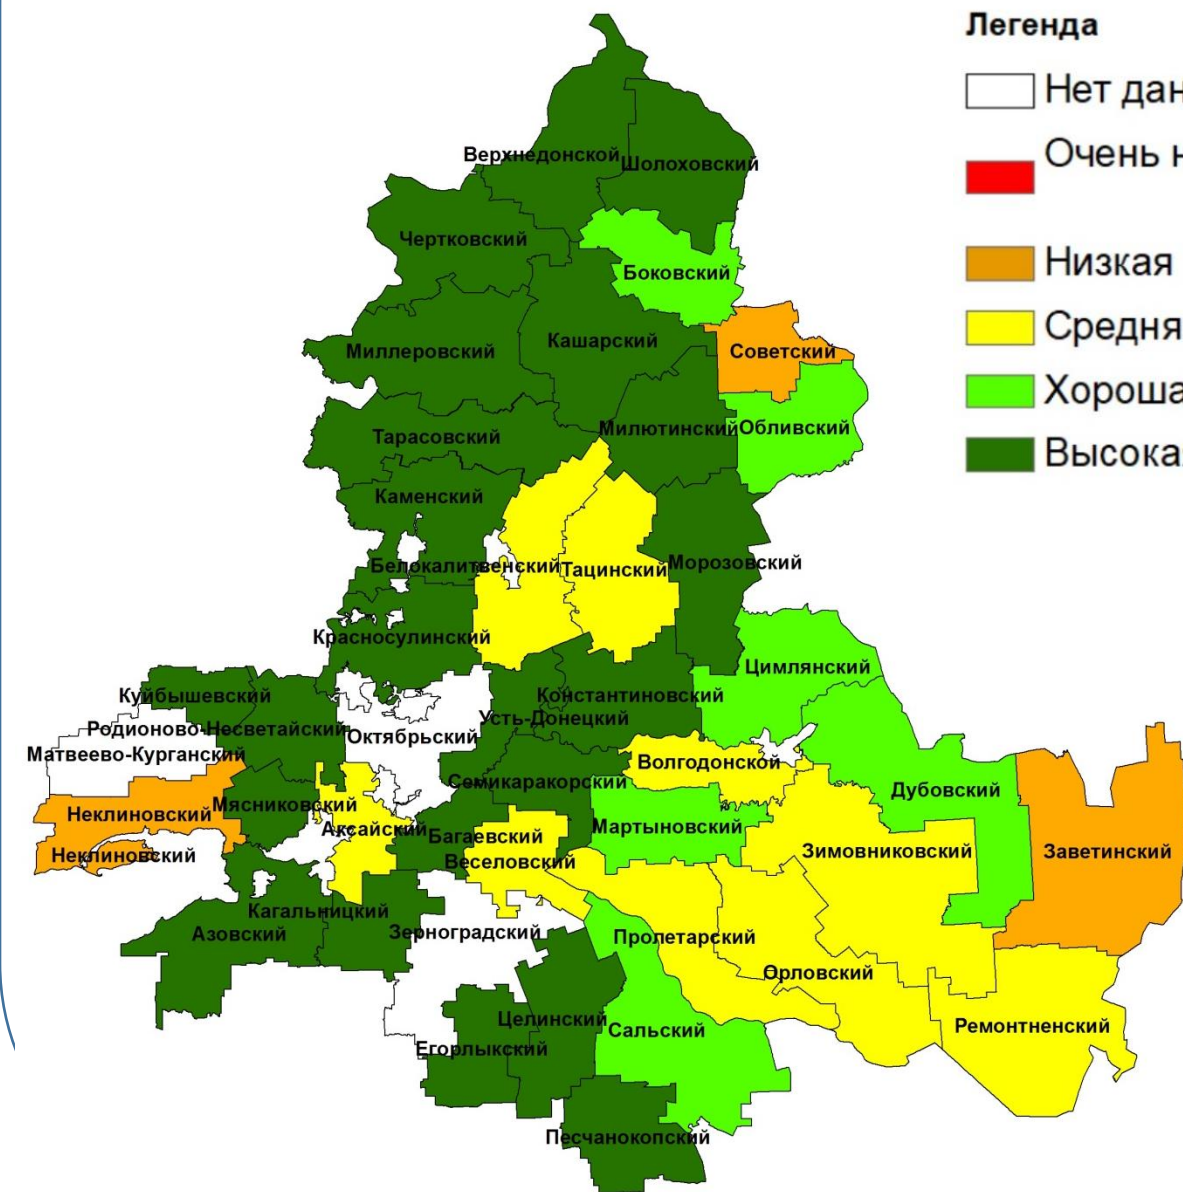 Легенда
Нет дан
Очень н
Низкая
Средня
Хороша
Высока
Верхнедонской
Шолоховский
Чертковский
Боковский
Миллеровский
Кашарский
Советский
Тарасовский
Милютинский
Обливский
Каменский
Белокалитвенский
Тацинский
Морозовский
Красносулинский
Цимлянский
Куйбышевский
Константиновский
Родионово-Несветайский
Усть-Донецкий
Октябрьский
Матвеево-Курганский
Волгодонской
Семикаракорский
Дубовский
Мясниковский
Неклиновский
Аксайский
Багаевский
Мартыновский
Неклиновский
Веселовский
Зимовниковский
Заветинский
Кагальницкий
Азовский
Зерноградский
Пролетарский
Орловский
Целинский
Сальский
Ремонтненский
Егорлыкский
Песчанокопский